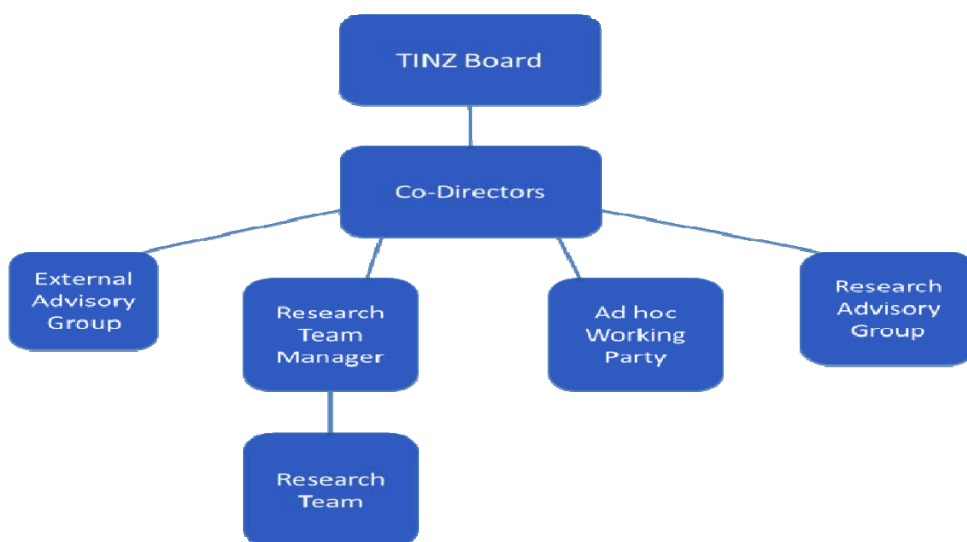 TINZ Board
Co-Directors
External
Advisory
Group
Research
Team
Manager
Ad hoc
Working
Party
Research
Advisory
Group
Research
Team